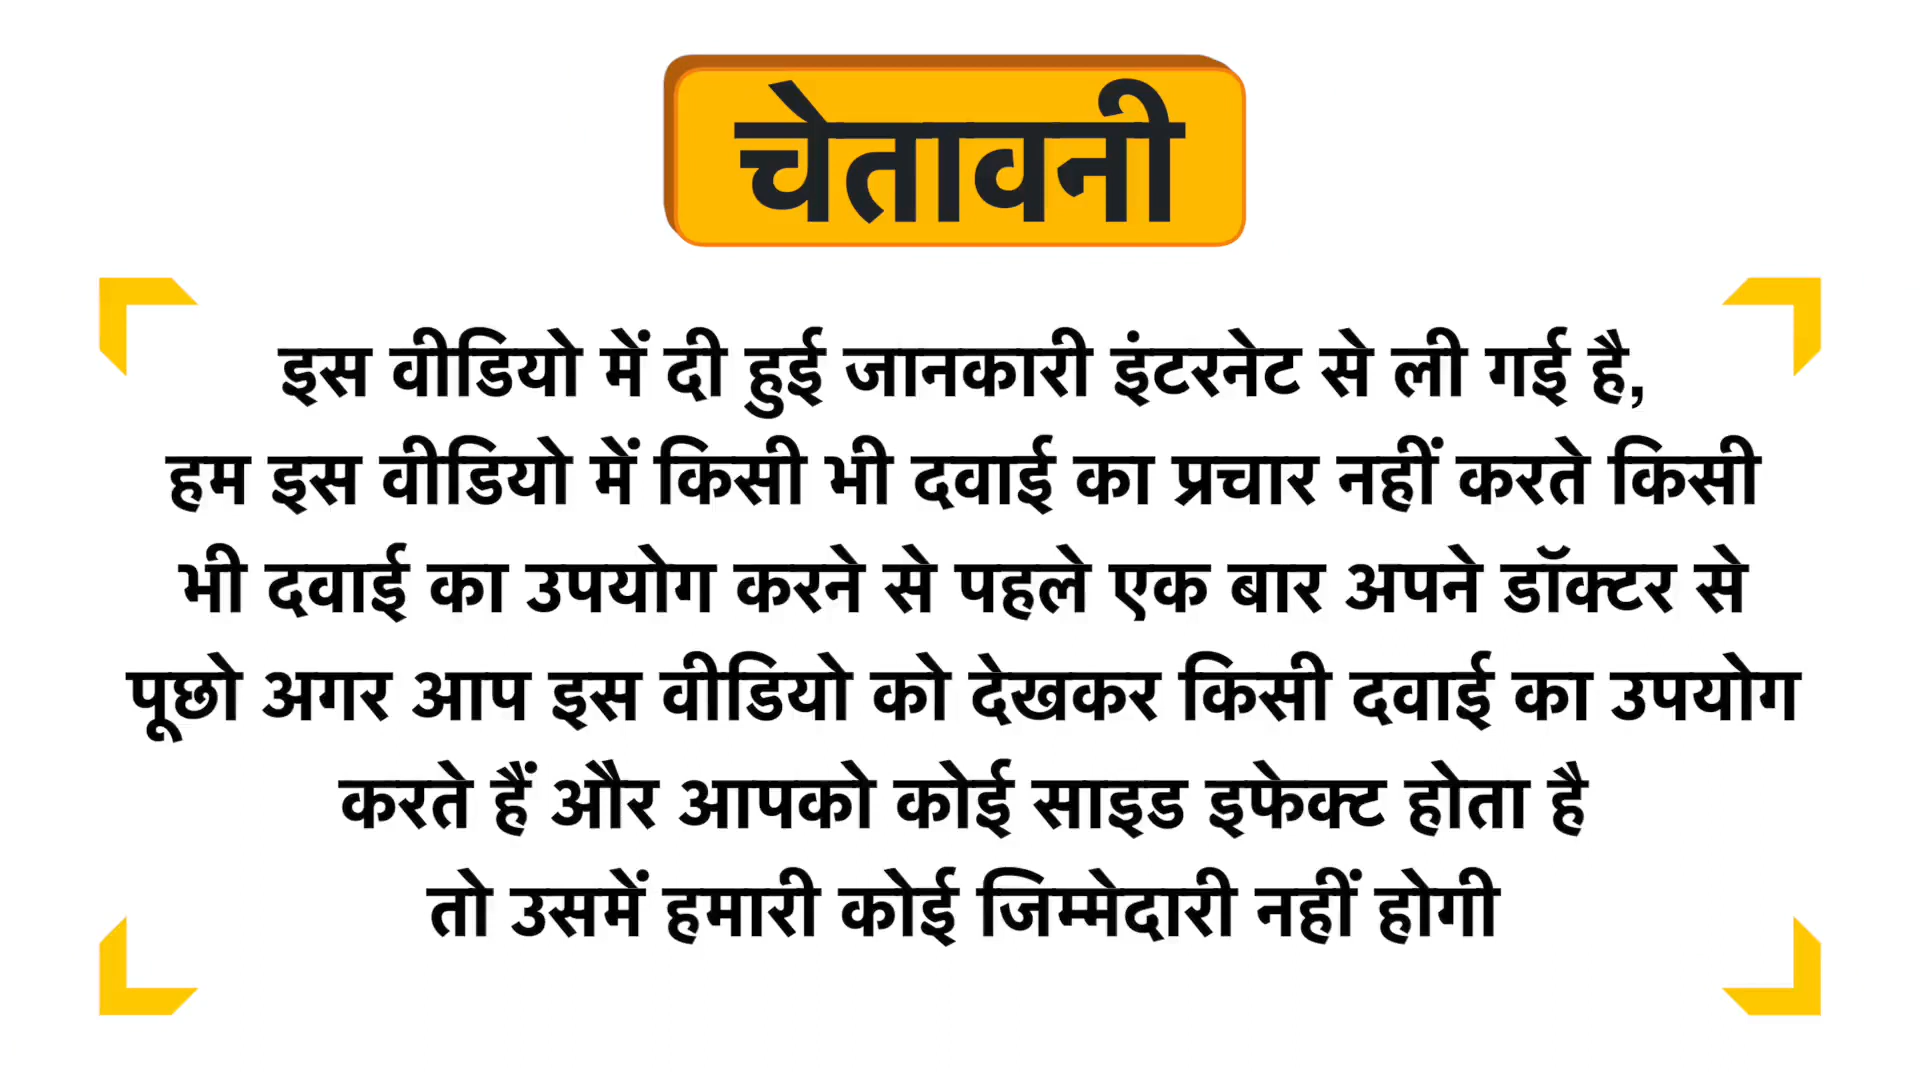 चेतावनी
इस वीडियो में दी हुई जानकारी इंटरनेट से ली गई है,
हम इस वीडियो में किसी भी दवाई का प्रचार नहीं करते किसी
भी दवाई का उपयोग करने से पहले एक बार अपने डॉक्टर से
पूछो अगर आप इस वीडियो को देखकर किसी दवाई का उपयोग
करते हैं और आपको कोई साइड इफेक्ट होता है
तो उसमें हमारी कोई जिम्मेदारी नहीं होगी